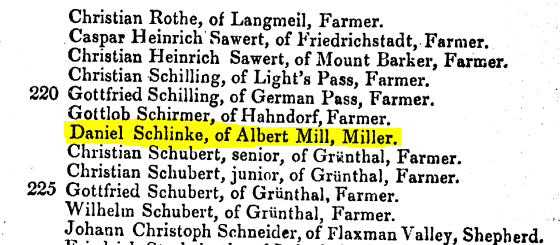 Christian Rothe, of Langmeil, Farmer.
Caspar Heinrich Sawert, of Friedrichstadt, Farmer.
Christian Heinrich Sawert, of Mount Barker, Farmer.
Christian Schilling, of Light's Pass, Farmer.
220 Gottfried Schilling, of German Pass, Farmer.
Gottlob Schirmer, of Hahndorf, Farmer.
Daniel Schlinke, of Albert Mill, Miller.
Christian Schubert, senior, of Grünthal, Farmer.
Christian Schubert, junior, of Grünthal, Farmer.
225 Gottfried Schubert, of Grünthal, Farmer.
Wilhelm Schubert, of Grünthal, Farmer.
Johann Christoph Schneider, of Flaxman Valley, Shepherd.